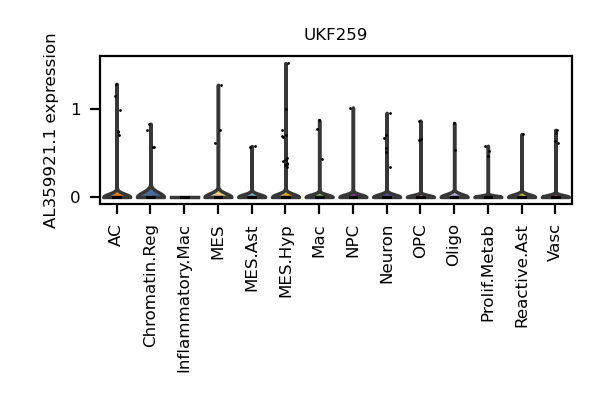 UKF259
AL359921.1 expression
1
0
AC
Chromatin.Reg
Inflammatory.Mac
MES
MES.Ast
MES.Hyp
Mac
NPC
Neuron
OPC
Oligo
Prolif.Metab
Reactive.Ast
Vasc